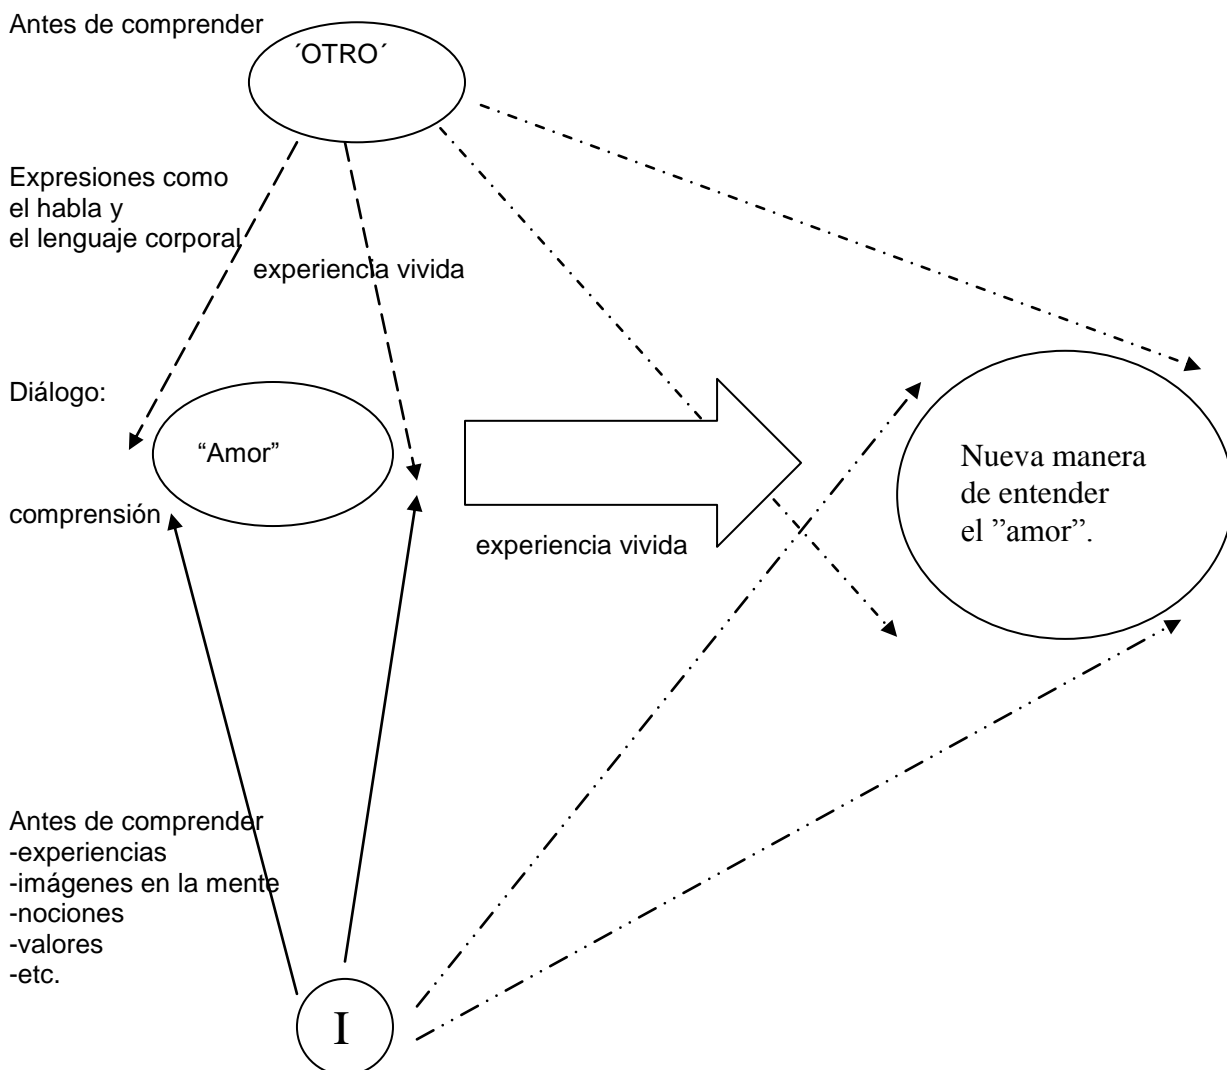 Antes de comprender
´OTRO´
Expresiones como
el habla y
el lenguaje corporal
experiencia vivida
Diálogo:
“Amor”
comprensión
experiencia vivida
Nueva manera
de entender
el ”amor”.
Antes de comprender
-experiencias
-imágenes en la mente
-nociones
-valores
-etc.
I